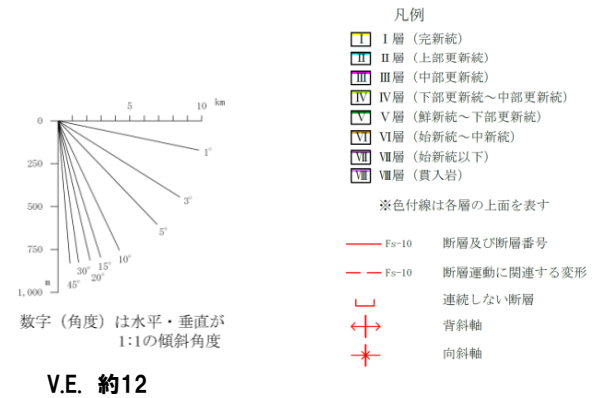 凡例
Ⅰ Ⅰ層（完新統）
Ⅱ Ⅱ層（上部更新統）
Ⅲ Ⅲ層（中部更新統）
Ⅳ Ⅳ層（下部更新統～中部更新統）
Ⅴ Ⅴ層（鮮新統～下部更新統）
Ⅵ Ⅵ層（始新統～中新統）
Ⅶ Ⅶ層（始新統以下）
Ⅷ Ⅷ層（貫入岩）
※色付線は各層の上面を表す
Fs-10 断層及び断層番号
Fs-10 断層運動に関連する変形
連続しない断層
背斜軸
向斜軸
5 10 km
0
250
500
750
m
1,000
1°
3°
5°
10°
15°
20°
30°
45°
数字（角度）は水平・垂直が
1:1の傾斜角度
V.E. 約12